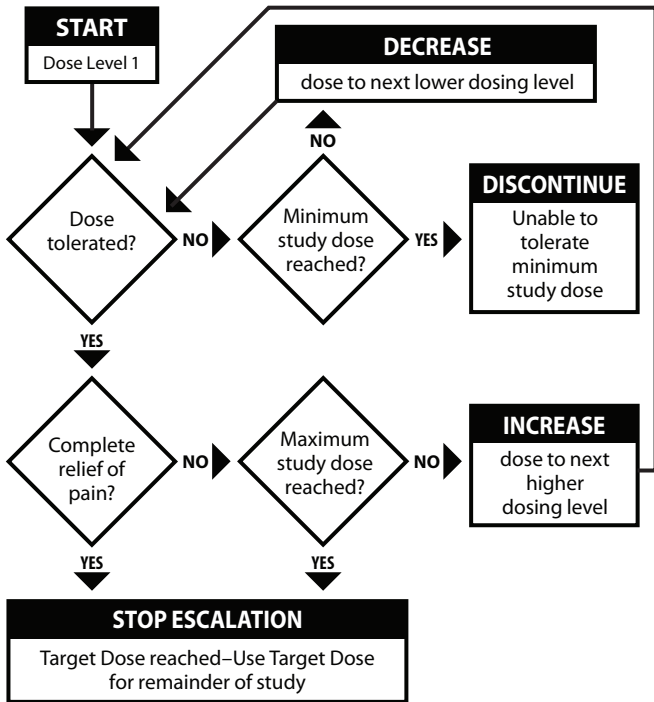 START
Dose Level 1
DECREASE
dose to next lower dosing level
NO
Dose
tolerated?
NO
Minimum
study dose
reached?
YES
DISCONTINUE
Unable to
tolerate
minimum
study dose
YES
Complete
relief of
pain?
NO
Maximum
study dose
reached?
NO
INCREASE
dose to next
higher
dosing level
YES
YES
STOP ESCALATION
Target Dose reached–Use Target Dose
for remainder of study